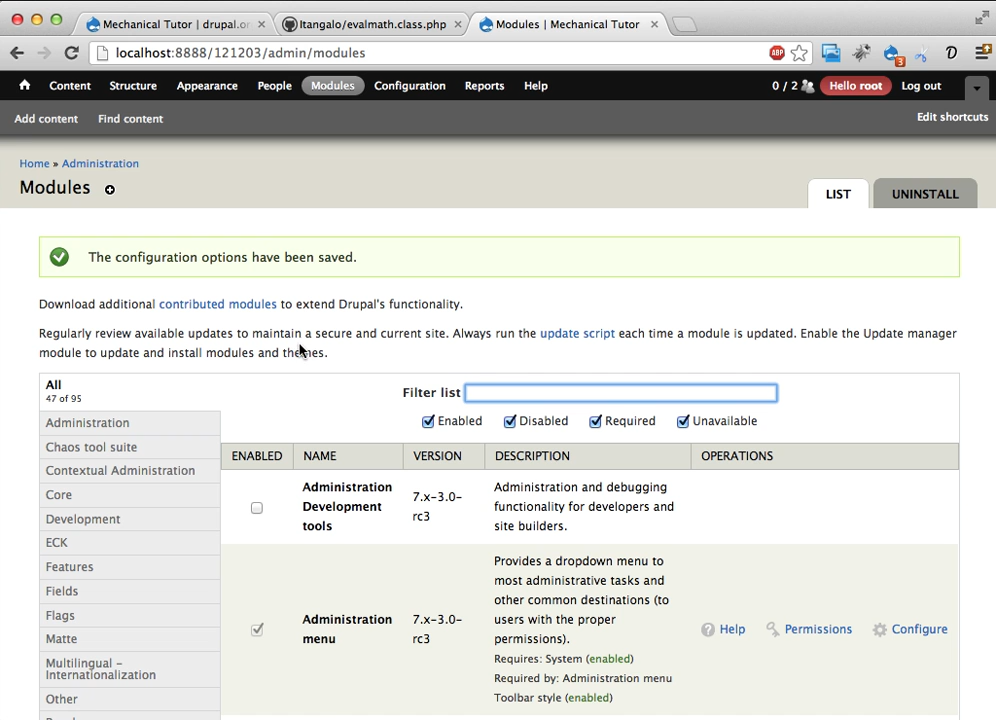 Mechanical Tutor | drupal.or
Itangalo/evalmath.class.php
Modules | Mechanical Tutor
localhost:8888/121203/admin/modules
ABP
3
D
Content Structure Appearance People Modules Configuration Reports Help 0 / 2 Hello root Log out
Add content Find content Edit shortcuts
Home » Administration
Modules
LIST UNINSTALL
The configuration options have been saved.
Download additional contributed modules to extend Drupal's functionality.
Regularly review available updates to maintain a secure and current site. Always run the update script each time a module is updated. Enable the Update manager
module to update and install modules and themes.
All
47 of 95
Administration
Chaos tool suite
Contextual Administration
Core
Development
ECK
Features
Fields
Flags
Matte
Multilingual –
Internationalization
Other
Filter list
Enabled Disabled Required Unavailable
ENABLED NAME VERSION DESCRIPTION OPERATIONS
Administration
Development
tools
7.x-3.0-
rc3
Administration and debugging
functionality for developers and
site builders.
Administration
menu
7.x-3.0-
rc3
Provides a dropdown menu to
most administrative tasks and
other common destinations (to
users with the proper
permissions).
Requires: System (enabled)
Required by: Administration menu
Toolbar style (enabled)
Help Permissions Configure